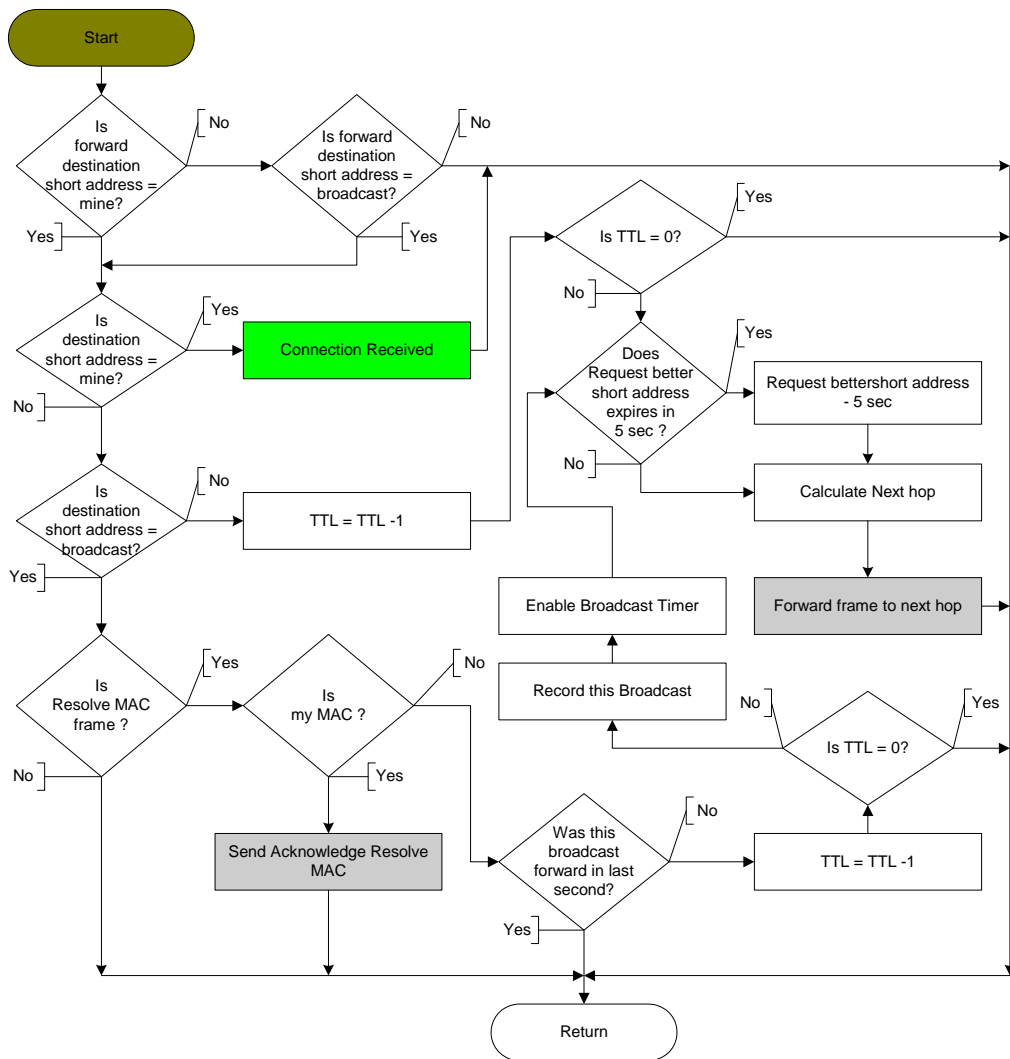 Start
Is
forward
destination
short address =
mine?
No
Is forward
destination
short address =
broadcast?
No
Yes
Yes
Is TTL = 0?
Yes
No
Is
destination
short address =
mine?
Yes
Connection Received
No
Does
Request better
short address
expires in
5 sec ?
Yes
Request bettershort address
- 5 sec
No
Calculate Next hop
Is
destination
short address =
broadcast?
No
TTL = TTL -1
Yes
Enable Broadcast Timer
Forward frame to next hop
Is
Resolve MAC
frame ?
Yes
Is
my MAC ?
No
Record this Broadcast
No
Is TTL = 0?
Yes
No
Yes
Send Acknowledge Resolve
MAC
Was this
broadcast
forward in last
second?
No
TTL = TTL -1
Yes
Return